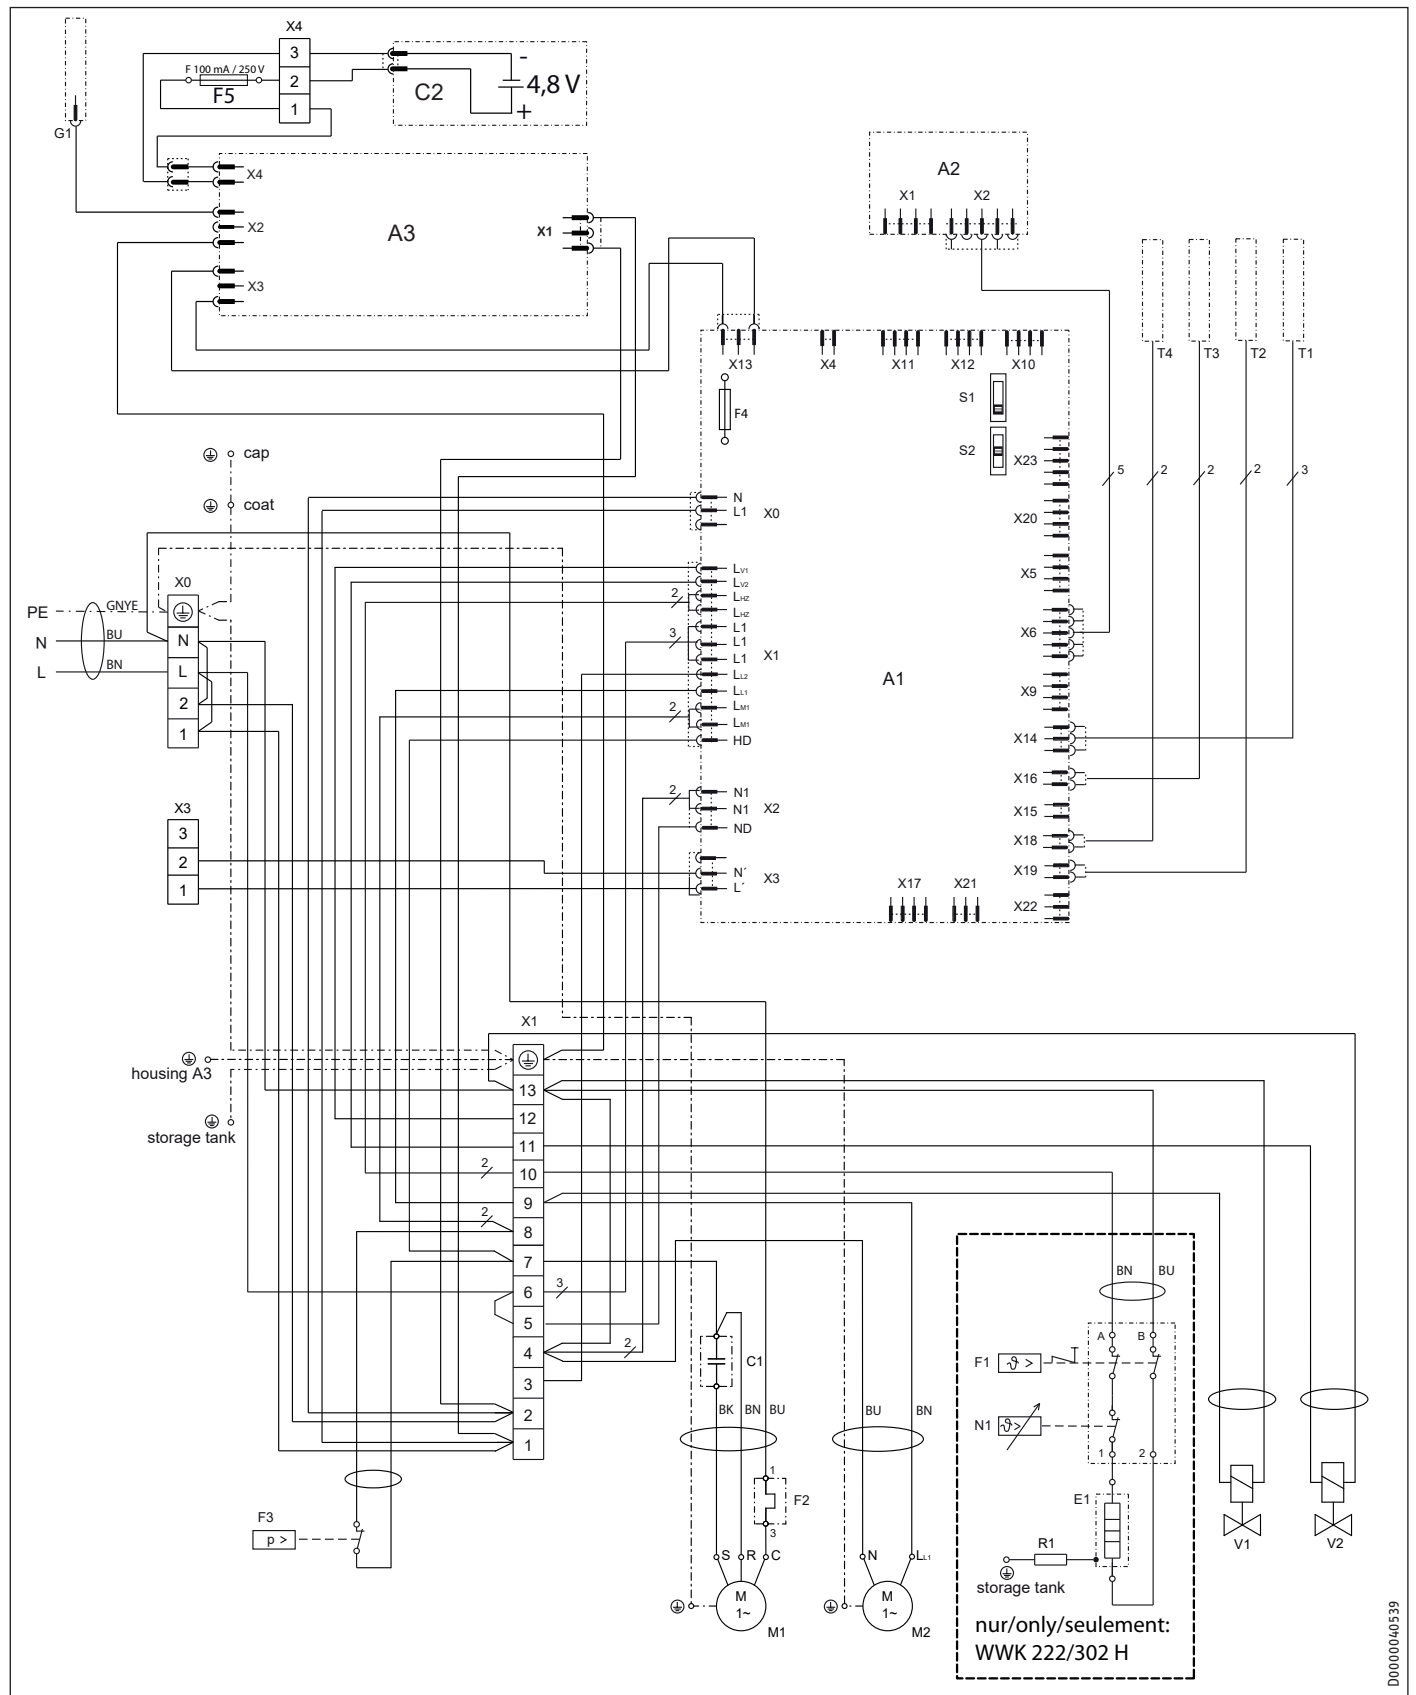 X4
3
2
1
F 100 mA / 250 V
F5
C2
-
4,8 V
+
G1
X4
X2
X3
A3
X1
A2
X1
X2
X13
X4
X11
X12
X10
F4
S1
S2
T4
T3
T2
T1
5
2
2
2
3
cap
coat
N
L1
X0
X23
X20
X5
X6
X9
X14
X16
X15
X18
X19
X22
X17
X21
A1
X0
PE
GNYE
N
BU
N
L
BN
L
2
1
LV1
LV2
2
LHZ
LHZ
L1
3
L1
L1
X1
LL2
LL1
2
LM1
LM1
HD
2
N1
N1
X2
ND
N´
X3
L´
X3
3
2
1
X1
housing A3
storage tank
13
12
11
2
10
9
2
8
7
6
3
5
4
2
3
2
1
C1
BK
BN
BU
BU
BN
1
F2
3
F3
p >
S
R
C
M
1~
M1
N
LL1
M
1~
M2
BN
BU
A
B
F1
ϑ >
N1
ϑ>
1
2
E1
R1
storage tank
nur/only/seulement:
WWK 222/302 H
V1
V2
D0000040539